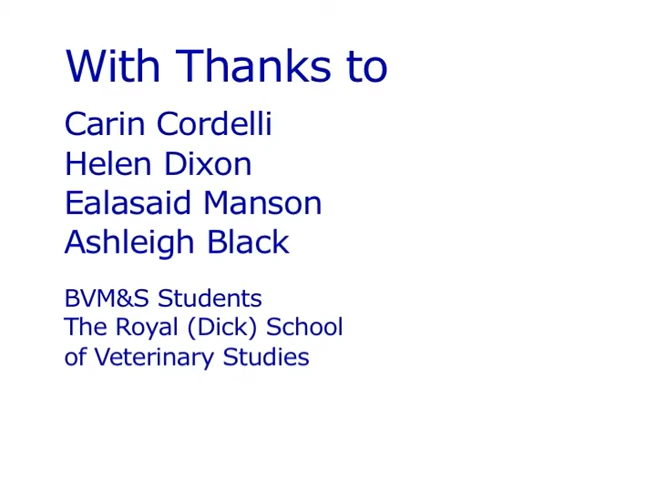 With Thanks to
Carin Cordelli
Helen Dixon
Ealasaid Manson
Ashleigh Black
BVM&S Students
The Royal (Dick) School
of Veterinary Studies